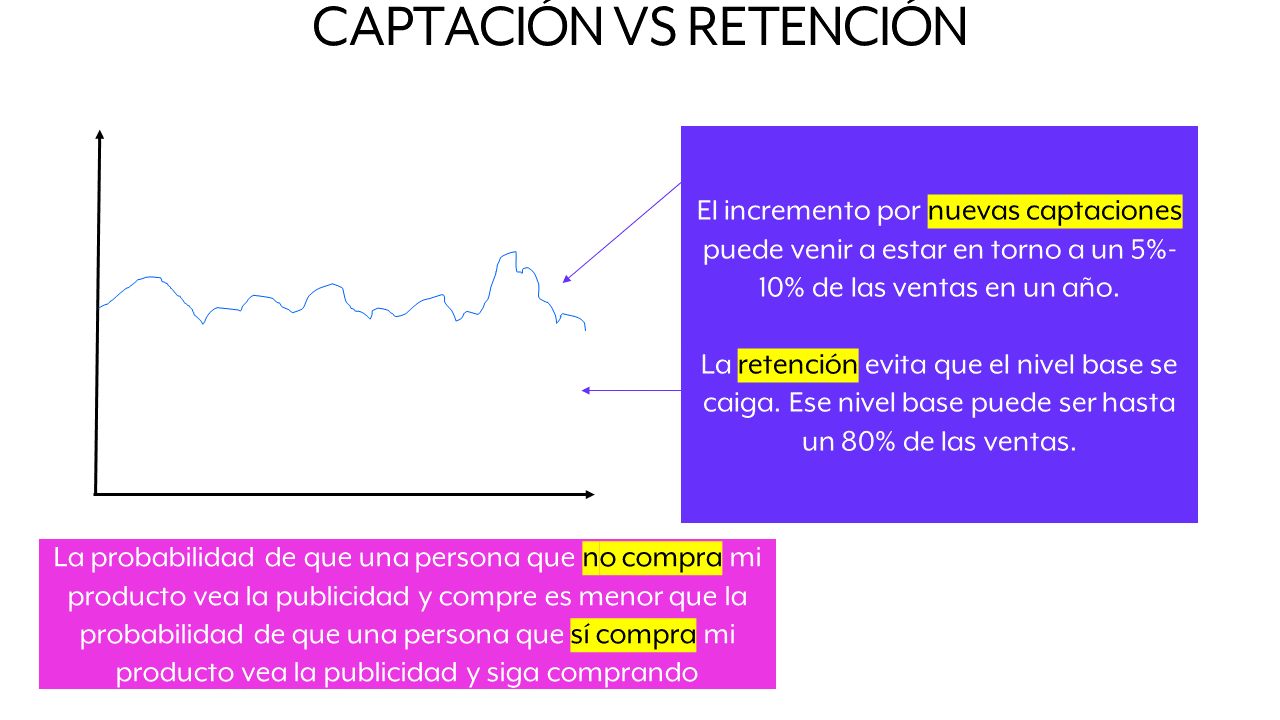 CAPTACIÓN VS RETENCIÓN
El incremento por nuevas captaciones
puede venir a estar en torno a un 5%-
10% de las ventas en un año.
La retención evita que el nivel base se
caiga. Ese nivel base puede ser hasta
un 80% de las ventas.
La probabilidad de que una persona que no compra mi
producto vea la publicidad y compre es menor que la
probabilidad de que una persona que sí compra mi
producto vea la publicidad y siga comprando